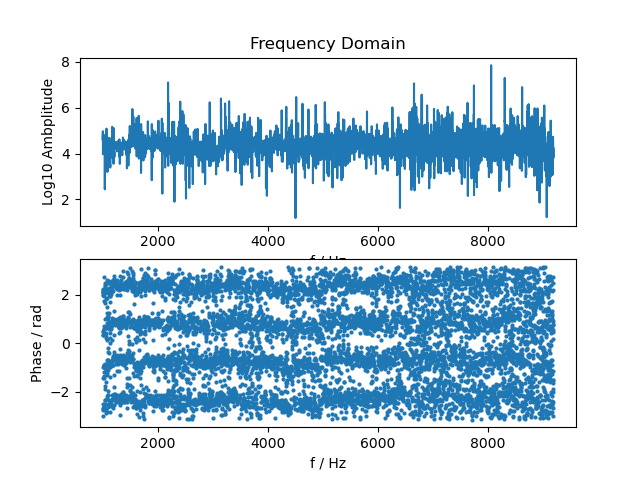 Frequency Domain
Log10 Ambplitude
8
6
4
2
2000 4000 6000 8000
f / Hz
Phase / rad
2
0
−2
2000 4000 6000 8000
f / Hz